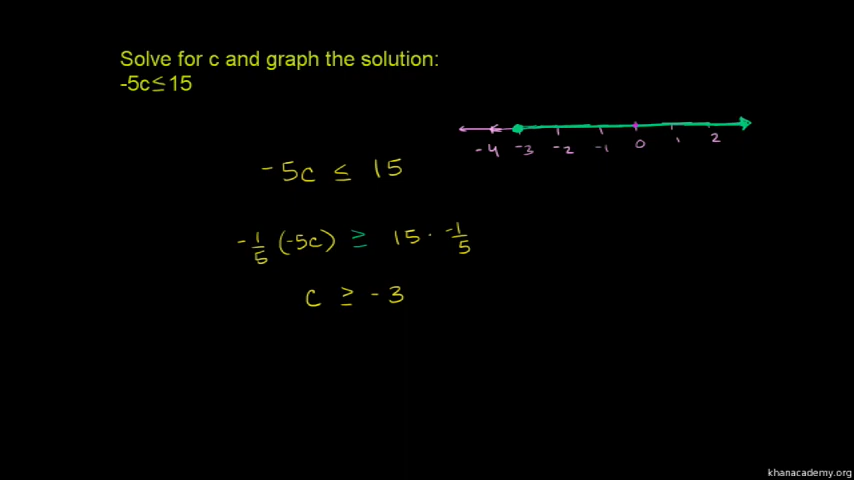 Solve for c and graph the solution:
-5c≤15
-4 -3 -2 -1 0 1 2
-5c ≤ 15
-1/5 (-5c) ≥ 15 · -1/5
c ≥ -3
khanacademy.org